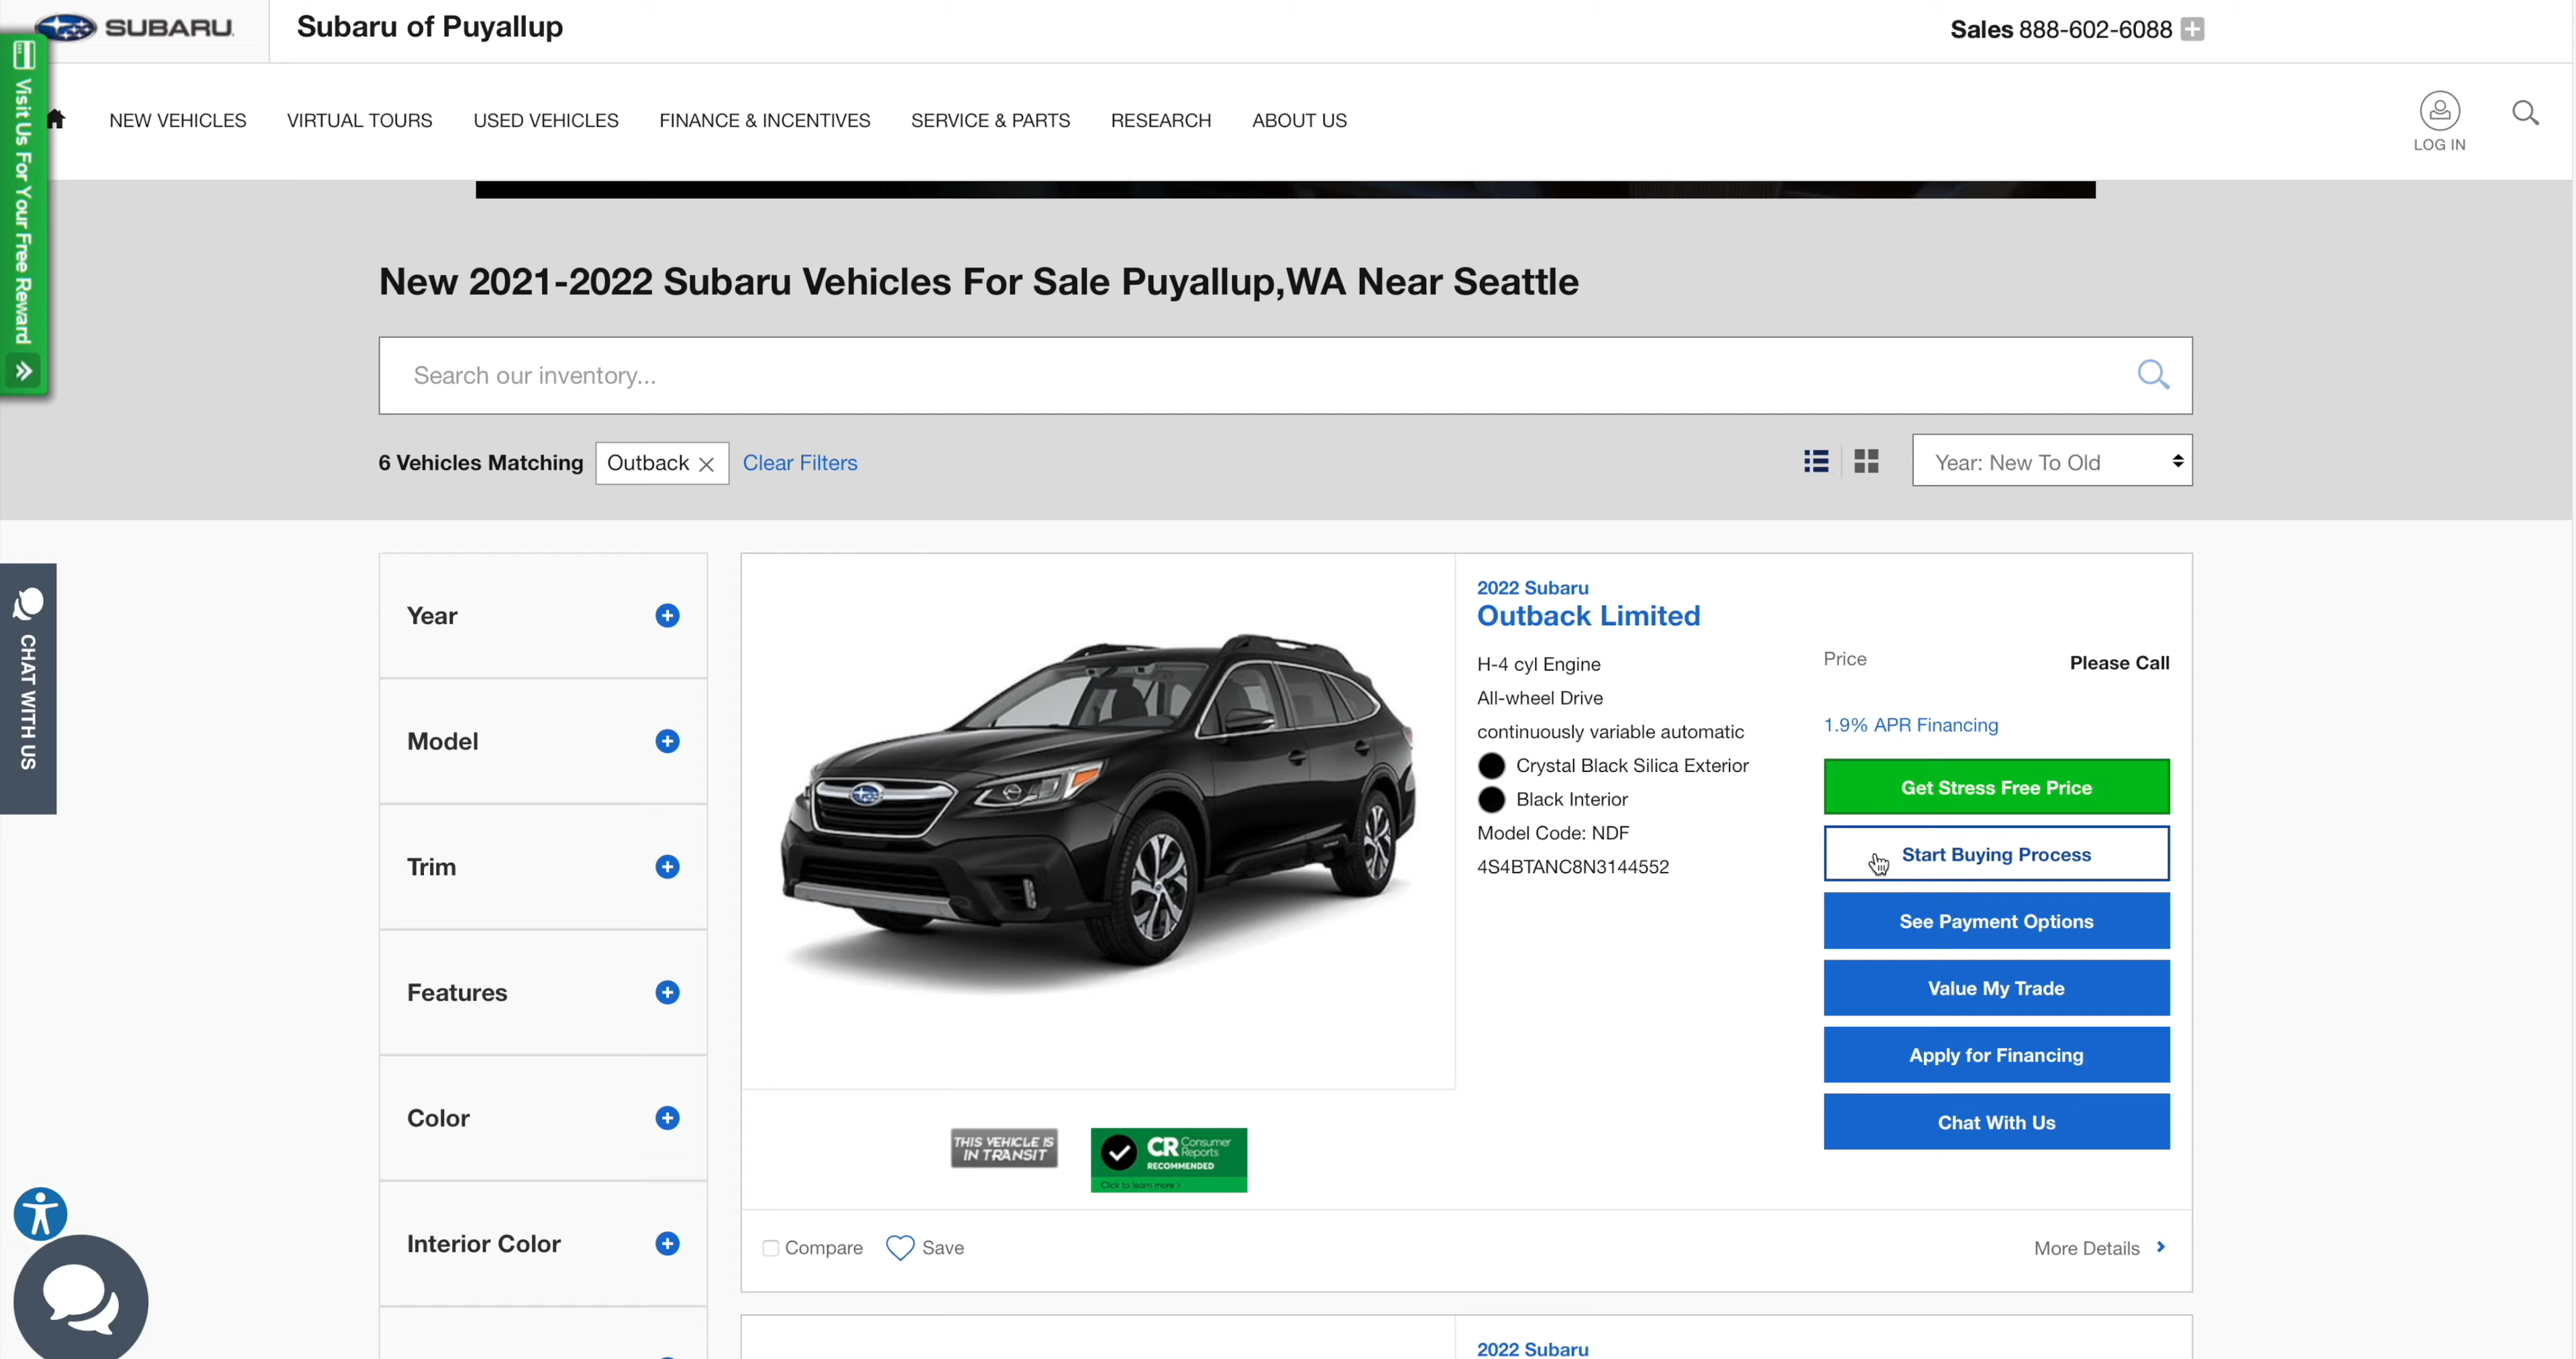 SUBARU.
Subaru of Puyallup
Sales 888-602-6088
Visit Us For Your Free Reward
NEW VEHICLES
VIRTUAL TOURS
USED VEHICLES
FINANCE & INCENTIVES
SERVICE & PARTS
RESEARCH
ABOUT US
LOG IN
New 2021-2022 Subaru Vehicles For Sale Puyallup,WA Near Seattle
Search our inventory...
6 Vehicles Matching
Outback
Clear Filters
Year: New To Old
CHAT WITH US
Year
Model
Trim
Features
Color
Interior Color
2022 Subaru
Outback Limited
H-4 cyl Engine
All-wheel Drive
continuously variable automatic
Crystal Black Silica Exterior
Black Interior
Model Code: NDF
4S4BTANC8N3144552
Price
Please Call
1.9% APR Financing
Get Stress Free Price
Start Buying Process
See Payment Options
Value My Trade
Apply for Financing
Chat With Us
THIS VEHICLE IS
IN TRANSIT
CR Consumer
Reports
RECOMMENDED
Click to learn more >
Compare
Save
More Details
2022 Subaru